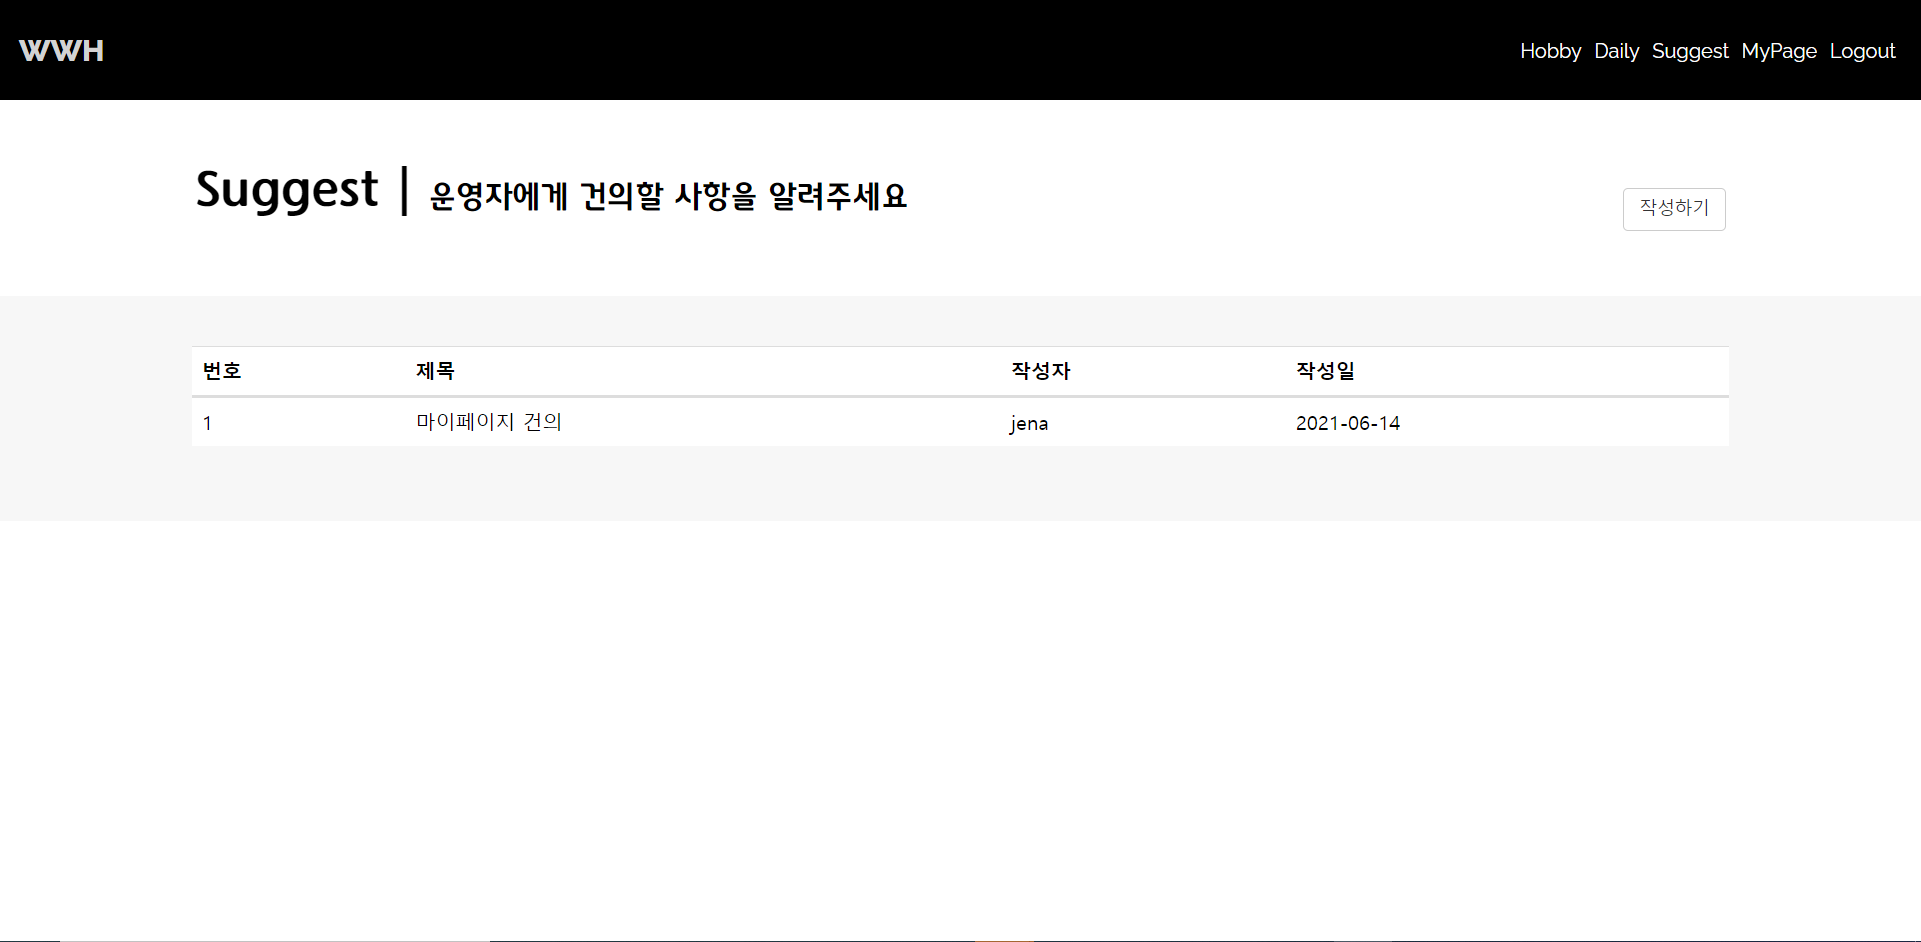 WWH Hobby Daily Suggest MyPage Logout
Suggest | 운영자에게 건의할 사항을 알려주세요
작성하기
번호 제목 작성자 작성일
1 마이페이지 건의 jena 2021-06-14